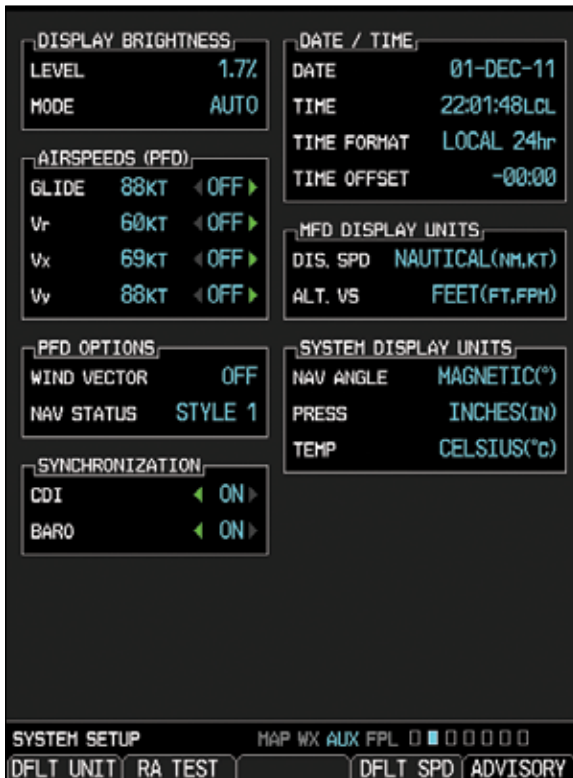 DISPLAY BRIGHTNESS
LEVEL 1.7%
MODE AUTO
AIRSPEEDS (PFD)
GLIDE 88KT OFF
Vr 60KT OFF
Vx 69KT OFF
Vy 88KT OFF
PFD OPTIONS
WIND VECTOR OFF
NAV STATUS STYLE 1
SYNCHRONIZATION
CDI ON
BARO ON
DATE / TIME
DATE 01-DEC-11
TIME 22:01:48LCL
TIME FORMAT LOCAL 24hr
TIME OFFSET -00:00
MFD DISPLAY UNITS
DIS, SPD NAUTICAL(NM,KT)
ALT, VS FEET(FT,FPM)
SYSTEM DISPLAY UNITS
NAV ANGLE MAGNETIC(°)
PRESS INCHES(IN)
TEMP CELSIUS(°C)
SYSTEM SETUP MAP WX AUX FPL
DFLT UNIT RA TEST DFLT SPD ADVISORY